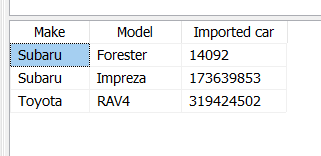 Make Model Imported car
Subaru Forester 14092
Subaru Impreza 173639853
Toyota RAV4 319424502